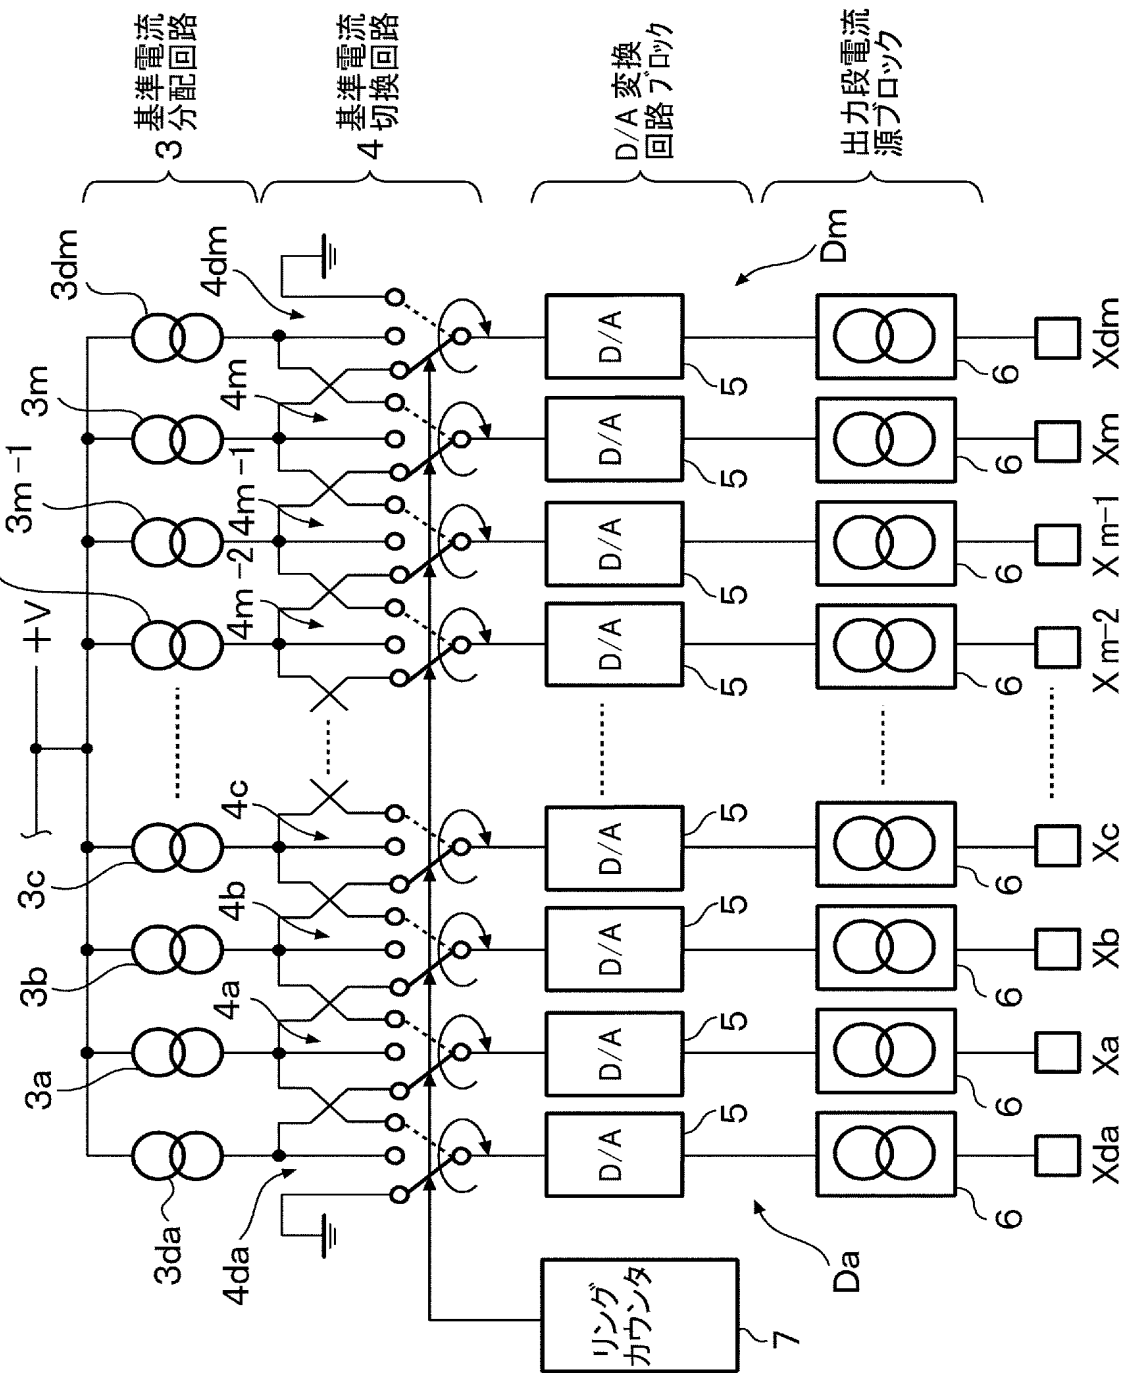 +V
3da
3a
3b
3c
3m-1
3m
3dm
3 基準電流
分配回路
4da
4a
4b
4c
4m-2
4m-1
4m
4dm
4 基準電流
切換回路
D/A
D/A
D/A
D/A
D/A
D/A
D/A
D/A
5
5
5
5
5
5
5
5
D/A 変換
回路ブロック
リング
カウンタ
7
Da
Dm
6
6
6
6
6
6
6
6
出力段電流
源ブロック
Xda
Xa
Xb
Xc
Xm-2
Xm-1
Xm
Xdm